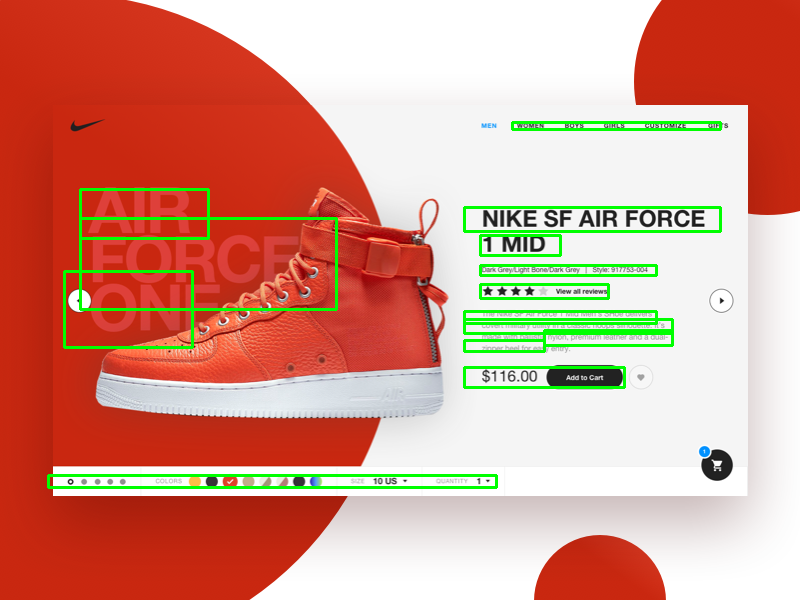 MEN WOMEN BOYS GIRLS CUSTOMIZE GIFTS
AIR
FORCE
ONE
NIKE SF AIR FORCE
1 MID
Dark Grey/Light Bone/Dark Grey | Style: 917753-004
View all reviews
The Nike SF Air Force 1 Mid Men's Shoe delivers
covert military utility in a classic hoops silhouette. It's
made with ballistic nylon, premium leather and a dual-
zipper heel for easy entry.
$116.00 Add to Cart
1
COLORS SIZE 10 US QUANTITY 1